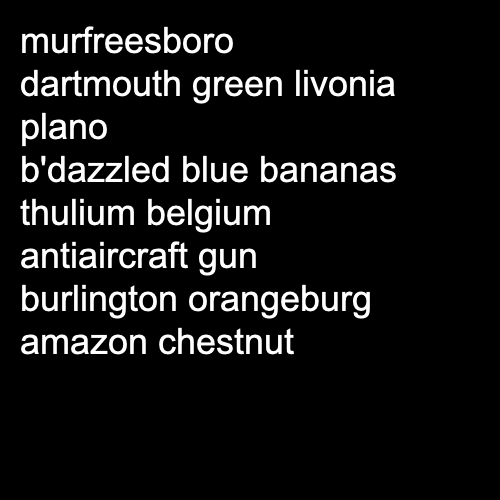 murfreesboro
dartmouth green livonia
plano
b'dazzled blue bananas
thulium belgium
antiaircraft gun
burlington orangeburg
amazon chestnut